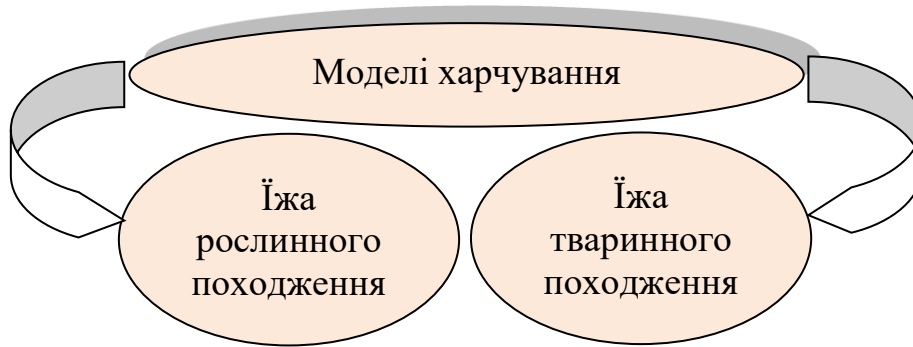 Моделі харчування
Їжа
рослинного
походження
Їжа
тваринного
походження